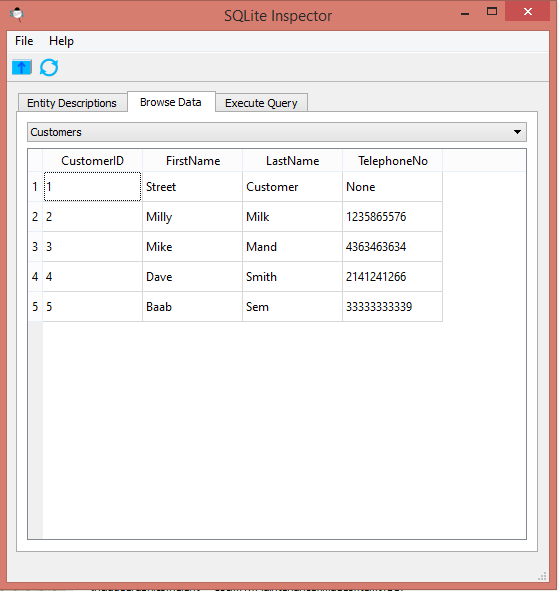 SQLite Inspector
File Help
Entity Descriptions Browse Data Execute Query
Customers
CustomerID FirstName LastName TelephoneNo
1 1 Street Customer None
2 2 Milly Milk 1235865576
3 3 Mike Mand 4363463634
4 4 Dave Smith 2141241266
5 5 Baab Sem 33333333339